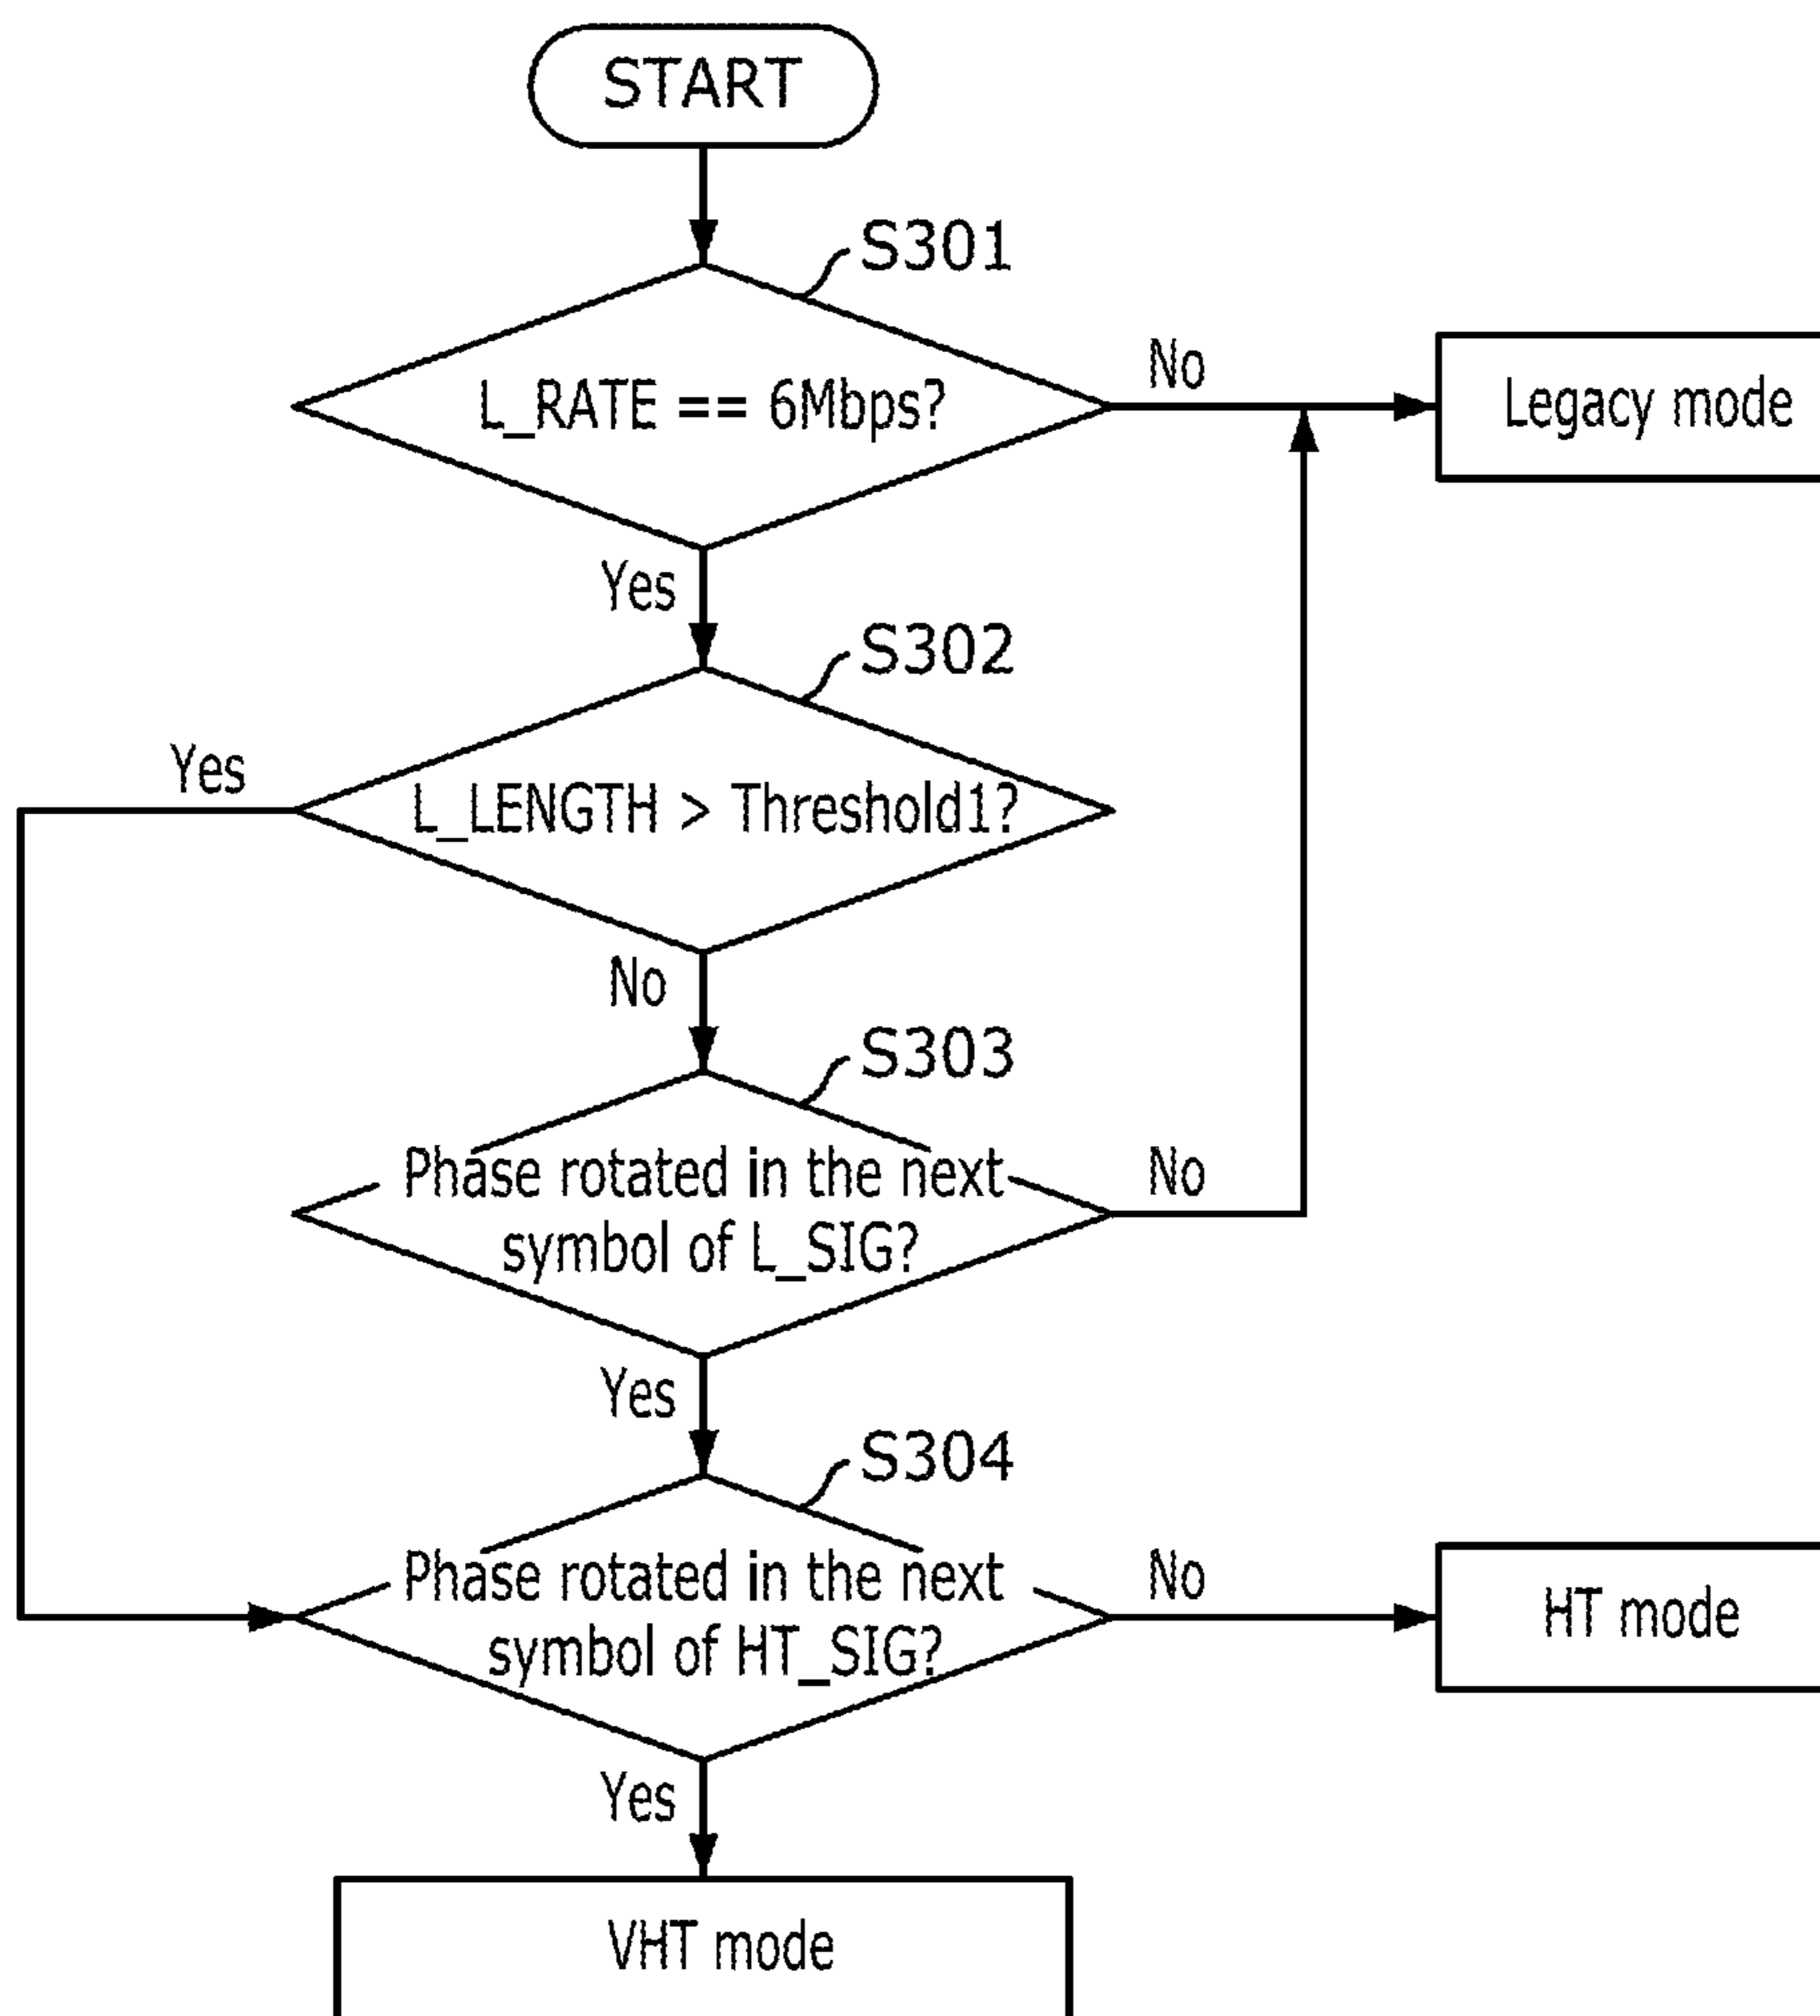 START
S301
L_RATE == 6Mbps?
No
Legacy mode
Yes
S302
Yes
L_LENGTH > Threshold1?
No
S303
Phase rotated in the next
symbol of L_SIG?
No
Yes
S304
Phase rotated in the next
symbol of HT_SIG?
No
HT mode
Yes
VHT mode